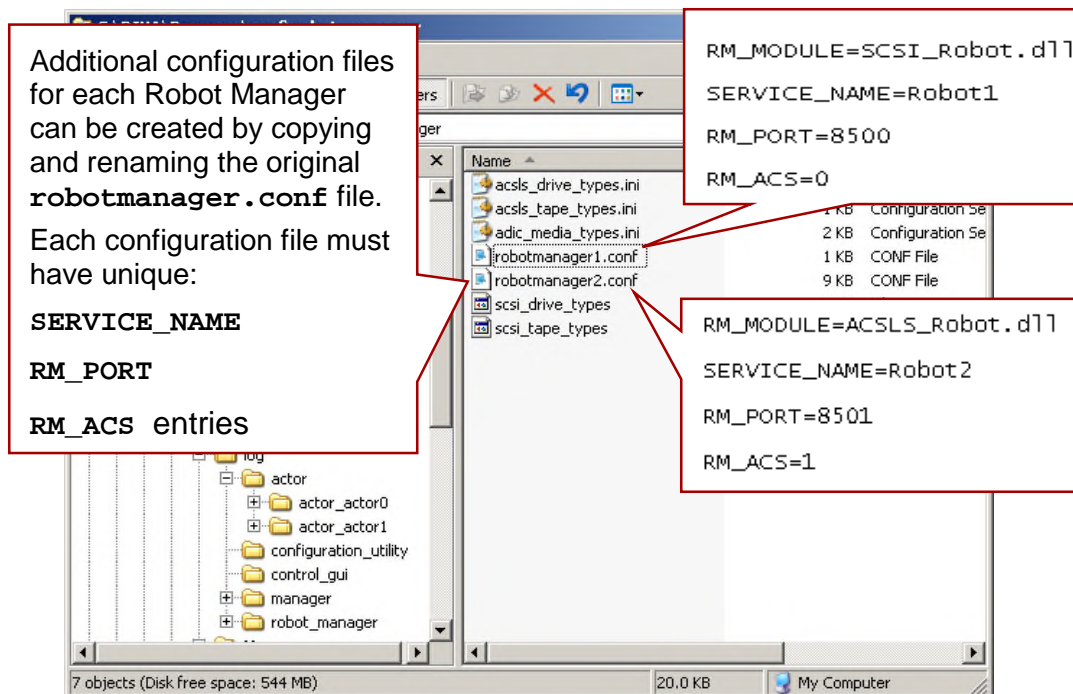 Additional configuration files
for each Robot Manager
can be created by copying
and renaming the original
robotmanager.conf file.
Each configuration file must
have unique:
SERVICE_NAME
RM_PORT
RM_ACS entries
RM_MODULE=SCSI_Robot.dll
SERVICE_NAME=Robot1
RM_PORT=8500
RM_ACS=0
ers
ger
Name
acsls_drive_types.ini
acsls_tape_types.ini
1 KB Configuration Se
adic_media_types.ini
2 KB Configuration Se
robotmanager1.conf
1 KB CONF File
robotmanager2.conf
9 KB CONF File
scsi_drive_types
scsi_tape_types
RM_MODULE=ACSLS_Robot.dll
SERVICE_NAME=Robot2
RM_PORT=8501
RM_ACS=1
log
actor
actor_actor0
actor_actor1
configuration_utility
control_gui
manager
robot_manager
7 objects (Disk free space: 544 MB)
20.0 KB
My Computer